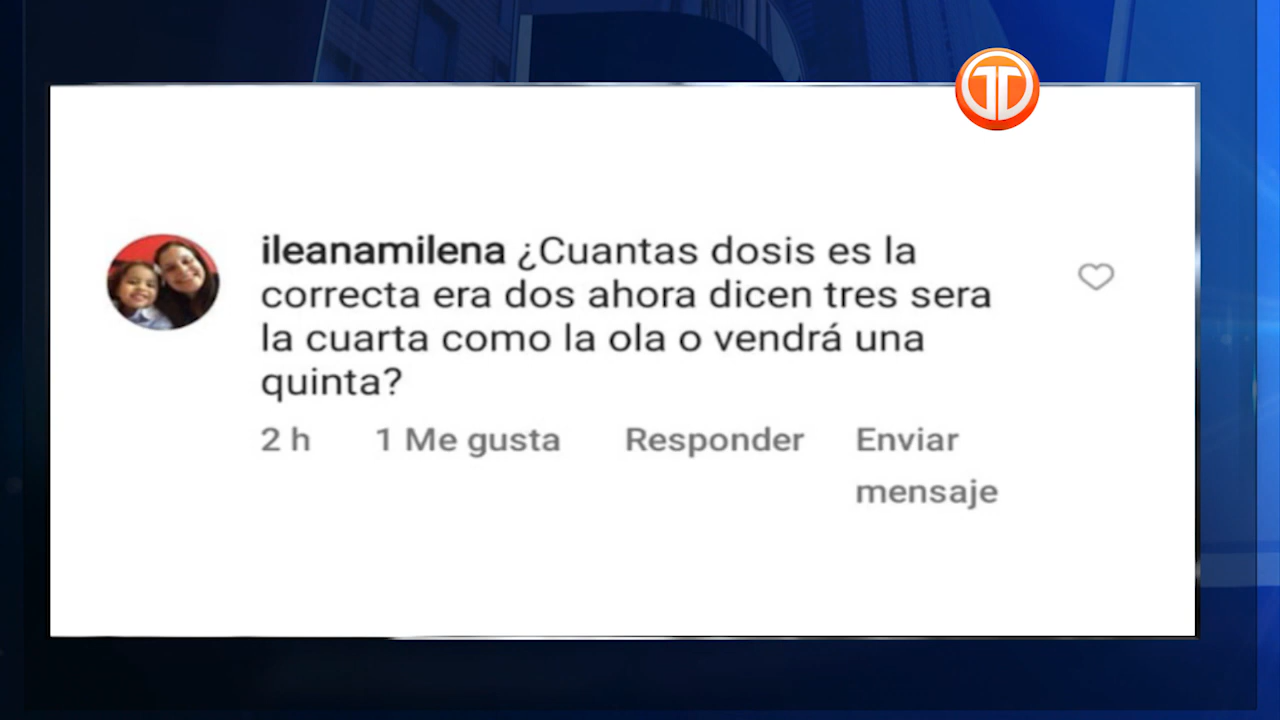 ileanamilena ¿Cuantas dosis es la
correcta era dos ahora dicen tres sera
la cuarta como la ola o vendrá una
quinta?
2 h 1 Me gusta Responder Enviar
mensaje